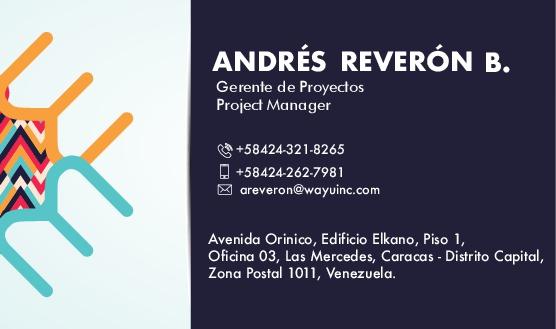 ANDRÉS REVERÓN B.
Gerente de Proyectos
Project Manager
+58424-321-8265
+58424-262-7981
areveron@wayuinc.com
Avenida Orinico, Edificio Elkano, Piso 1,
Oficina 03, Las Mercedes, Caracas - Distrito Capital,
Zona Postal 1011, Venezuela.